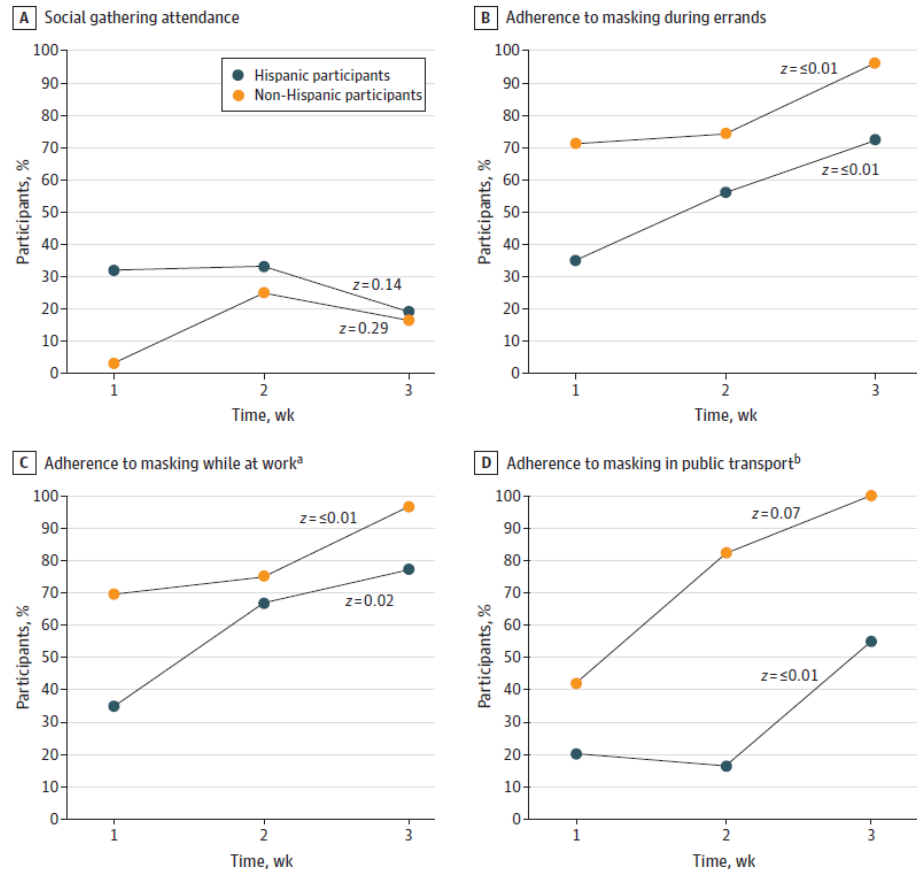 A Social gathering attendance
100
90
80
70
60
50
40
30
20
10
0
Participants, %
Hispanic participants
Non-Hispanic participants
z=0.14
z=0.29
1 2 3
Time, wk
B Adherence to masking during errands
100
90
80
70
60
50
40
30
20
10
0
Participants, %
z=≤0.01
z=≤0.01
1 2 3
Time, wk
C Adherence to masking while at workᵃ
100
90
80
70
60
50
40
30
20
10
0
Participants, %
z=≤0.01
z=0.02
1 2 3
Time, wk
D Adherence to masking in public transportᵇ
100
90
80
70
60
50
40
30
20
10
0
Participants, %
z=0.07
z=≤0.01
1 2 3
Time, wk